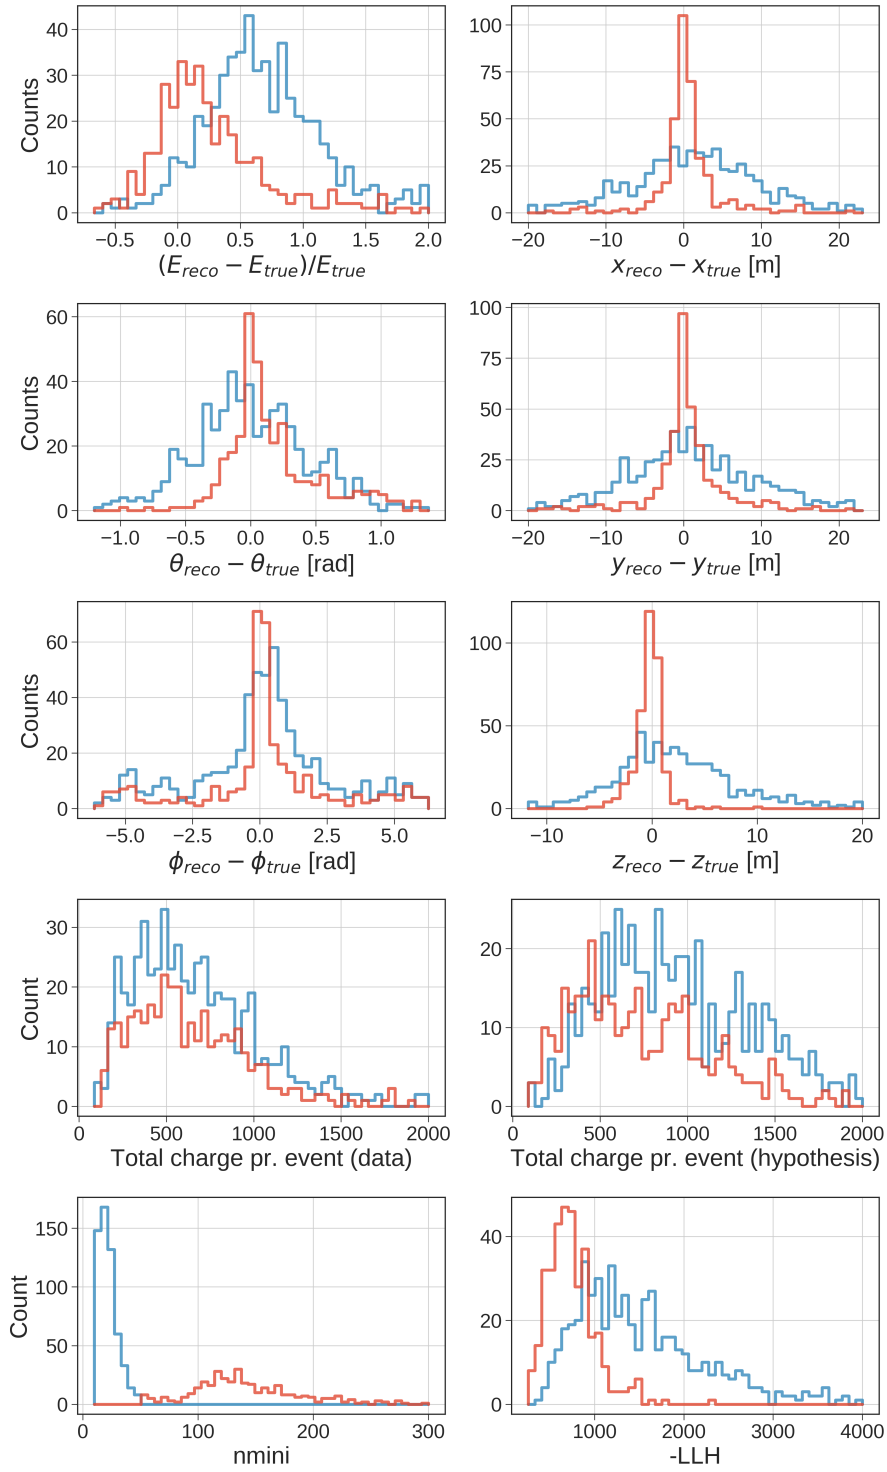 40
30
20
10
0
Counts
−0.5 0.0 0.5 1.0 1.5 2.0
(E_reco − E_true)/E_true
100
75
50
25
0
−20 −10 0 10 20
x_reco − x_true [m]
60
40
20
0
Counts
−1.0 −0.5 0.0 0.5 1.0
θ_reco − θ_true [rad]
100
75
50
25
0
−20 −10 0 10 20
y_reco − y_true [m]
60
40
20
0
Counts
−5.0 −2.5 0.0 2.5 5.0
ϕ_reco − ϕ_true [rad]
100
50
0
−10 0 10 20
z_reco − z_true [m]
30
20
10
0
Count
0 500 1000 1500 2000
Total charge pr. event (data)
20
10
0
0 500 1000 1500 2000
Total charge pr. event (hypothesis)
150
100
50
0
Count
0 100 200 300
nmini
40
20
0
1000 2000 3000 4000
-LLH